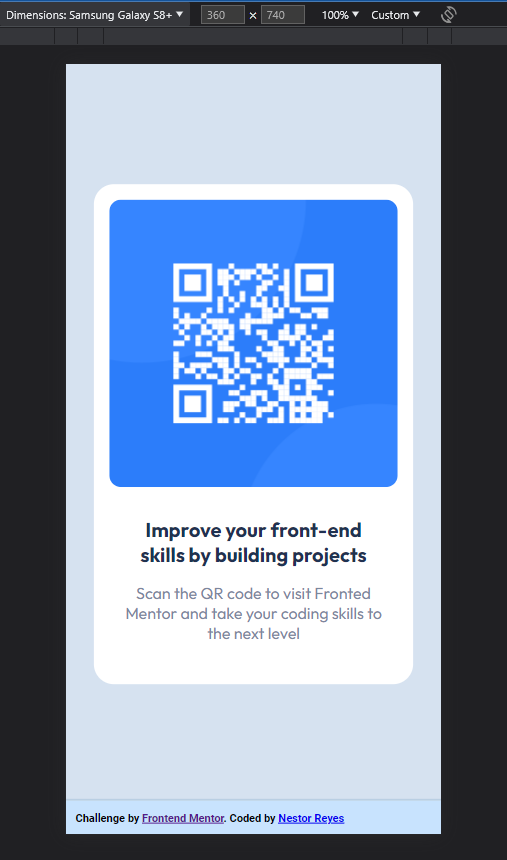 Dimensions: Samsung Galaxy S8+ ▼ 360 × 740 100% ▼ Custom ▼
Improve your front-end
skills by building projects
Scan the QR code to visit Fronted
Mentor and take your coding skills to
the next level
Challenge by Frontend Mentor. Coded by Nestor Reyes